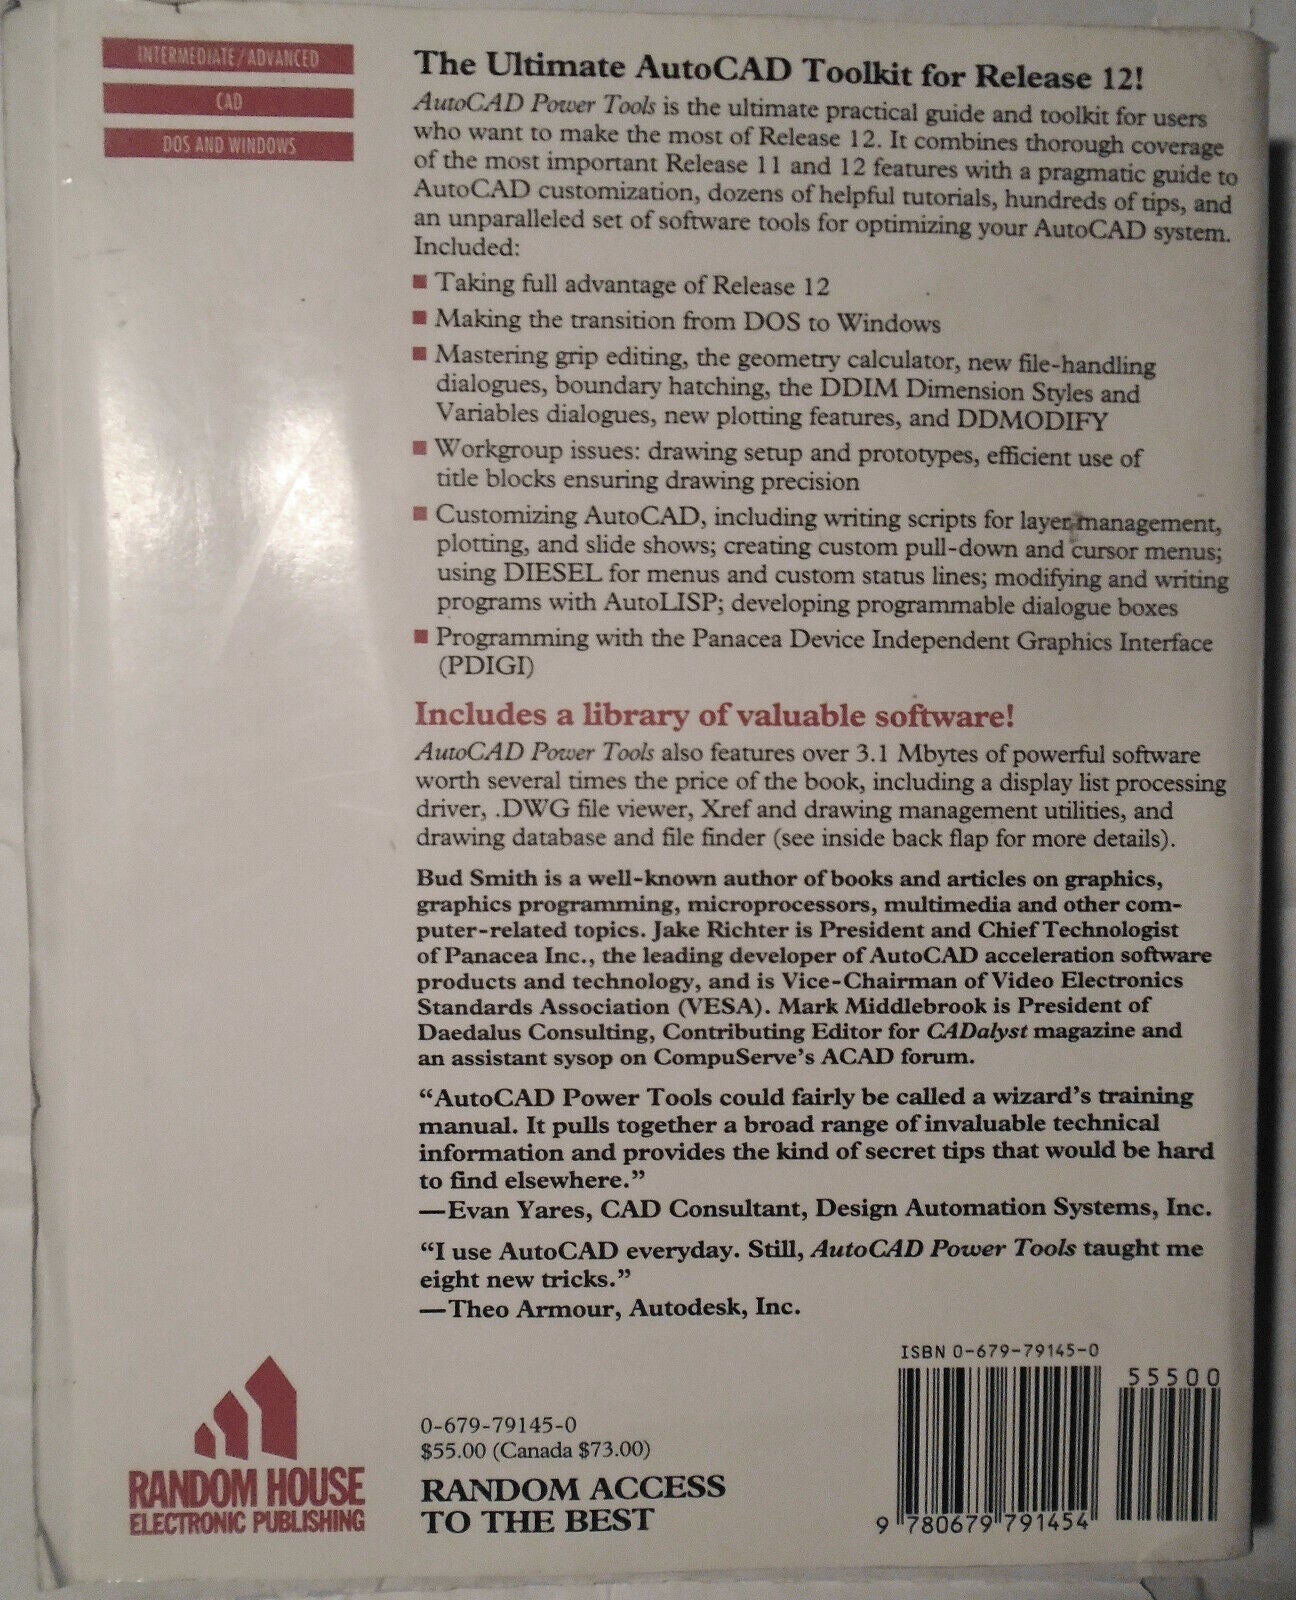 INTERMEDIATE/ADVANCED
CAD
DOS AND WINDOWS
The Ultimate AutoCAD Toolkit for Release 12!
AutoCAD Power Tools is the ultimate practical guide and toolkit for users
who want to make the most of Release 12. It combines thorough coverage
of the most important Release 11 and 12 features with a pragmatic guide to
AutoCAD customization, dozens of helpful tutorials, hundreds of tips, and
an unparalleled set of software tools for optimizing your AutoCAD system.
Included:
■ Taking full advantage of Release 12
■ Making the transition from DOS to Windows
■ Mastering grip editing, the geometry calculator, new file-handling
dialogues, boundary hatching, the DDIM Dimension Styles and
Variables dialogues, new plotting features, and DDMODIFY
■ Workgroup issues: drawing setup and prototypes, efficient use of
title blocks ensuring drawing precision
■ Customizing AutoCAD, including writing scripts for layer management,
plotting, and slide shows; creating custom pull-down and cursor menus;
using DIESEL for menus and custom status lines; modifying and writing
programs with AutoLISP; developing programmable dialogue boxes
■ Programming with the Panacea Device Independent Graphics Interface
(PDIGI)
Includes a library of valuable software!
AutoCAD Power Tools also features over 3.1 Mbytes of powerful software
worth several times the price of the book, including a display list processing
driver, .DWG file viewer, Xref and drawing management utilities, and
drawing database and file finder (see inside back flap for more details).
Bud Smith is a well-known author of books and articles on graphics,
graphics programming, microprocessors, multimedia and other com-
puter-related topics. Jake Richter is President and Chief Technologist
of Panacea Inc., the leading developer of AutoCAD acceleration software
products and technology, and is Vice-Chairman of Video Electronics
Standards Association (VESA). Mark Middlebrook is President of
Daedalus Consulting, Contributing Editor for CADalyst magazine and
an assistant sysop on CompuServe's ACAD forum.
“AutoCAD Power Tools could fairly be called a wizard's training
manual. It pulls together a broad range of invaluable technical
information and provides the kind of secret tips that would be hard
to find elsewhere.”
—Evan Yares, CAD Consultant, Design Automation Systems, Inc.
“I use AutoCAD everyday. Still, AutoCAD Power Tools taught me
eight new tricks.”
—Theo Armour, Autodesk, Inc.
RANDOM HOUSE
ELECTRONIC PUBLISHING
0-679-79145-0
$55.00 (Canada $73.00)
RANDOM ACCESS
TO THE BEST
ISBN 0-679-79145-0
55500
9 780679 791454